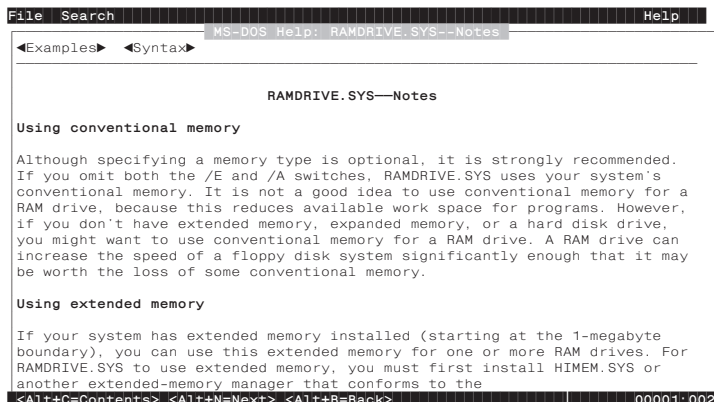 File Search Help
MS-DOS Help: RAMDRIVE.SYS--Notes
◄Examples► ◄Syntax►
RAMDRIVE.SYS——Notes
Using conventional memory
Although specifying a memory type is optional, it is strongly recommended.
If you omit both the /E and /A switches, RAMDRIVE.SYS uses your system's
conventional memory. It is not a good idea to use conventional memory for a
RAM drive, because this reduces available work space for programs. However,
if you don't have extended memory, expanded memory, or a hard disk drive,
you might want to use conventional memory for a RAM drive. A RAM drive can
increase the speed of a floppy disk system significantly enough that it may
be worth the loss of some conventional memory.
Using extended memory
If your system has extended memory installed (starting at the 1-megabyte
boundary), you can use this extended memory for one or more RAM drives. For
RAMDRIVE.SYS to use extended memory, you must first install HIMEM.SYS or
another extended-memory manager that conforms to the
<Alt+C=Contents> <Alt+N=Next> <Alt+B=Back> 00001:002